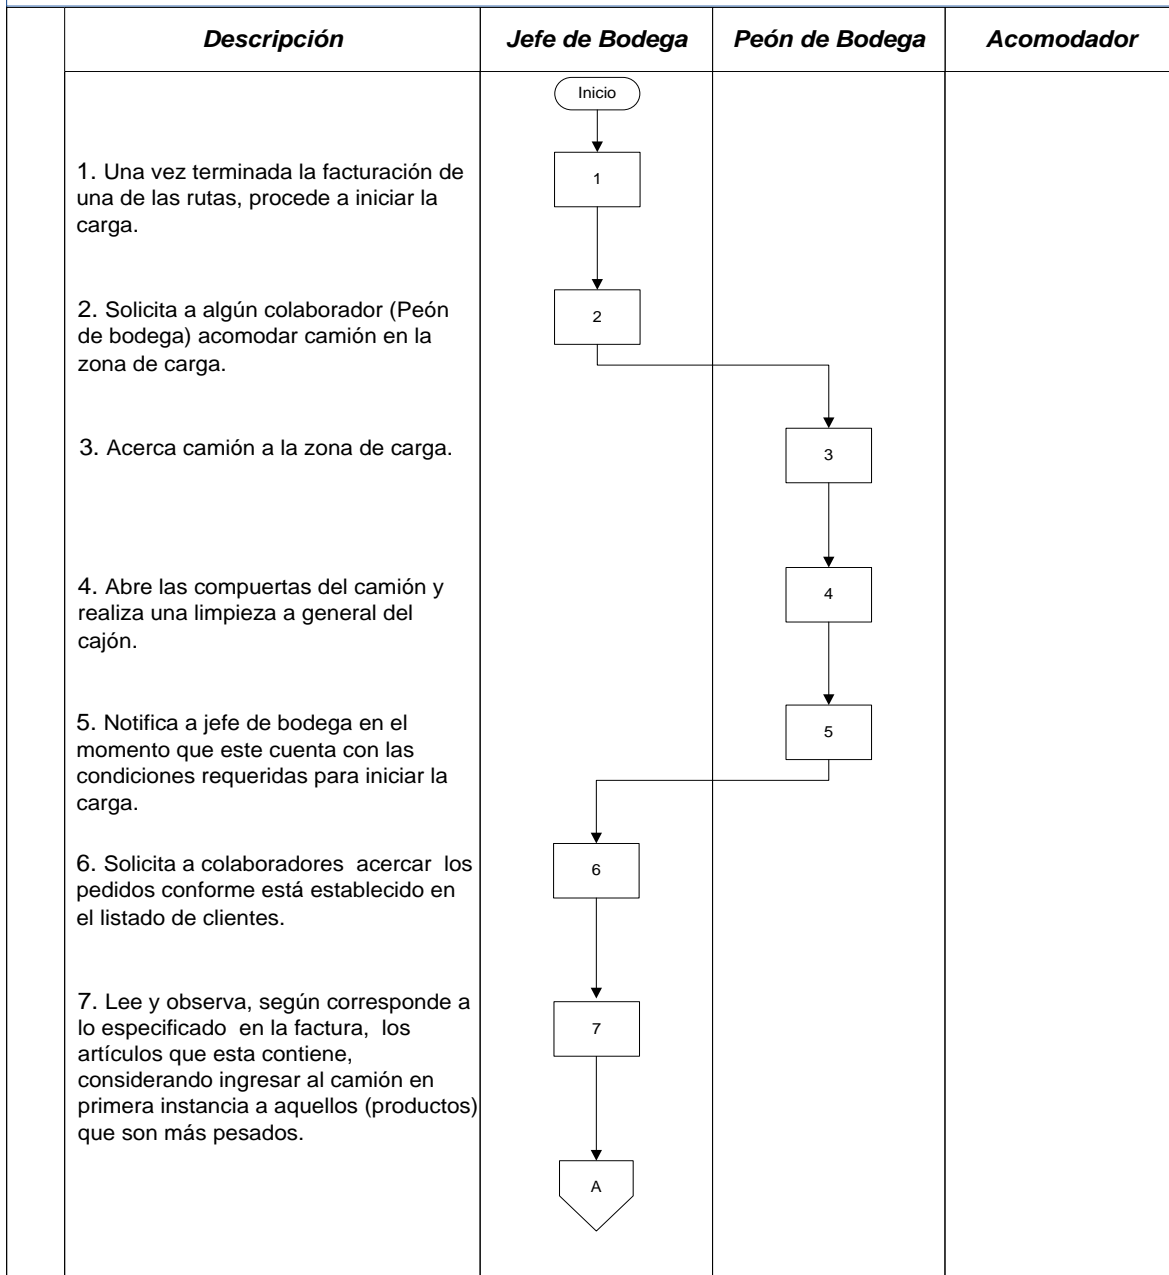 Descripción
Jefe de Bodega
Peón de Bodega
Acomodador
Inicio
1. Una vez terminada la facturación de
una de las rutas, procede a iniciar la
carga.
1
2. Solicita a algún colaborador (Peón
de bodega) acomodar camión en la
zona de carga.
2
3. Acerca camión a la zona de carga.
3
4. Abre las compuertas del camión y
realiza una limpieza a general del
cajón.
4
5. Notifica a jefe de bodega en el
momento que este cuenta con las
condiciones requeridas para iniciar la
carga.
5
6. Solicita a colaboradores  acercar  los
pedidos conforme está establecido en
el listado de clientes.
6
7. Lee y observa, según corresponde a
lo especificado  en la factura,  los
artículos que esta contiene,
considerando ingresar al camión en
primera instancia a aquellos (productos)
que son más pesados.
7
A